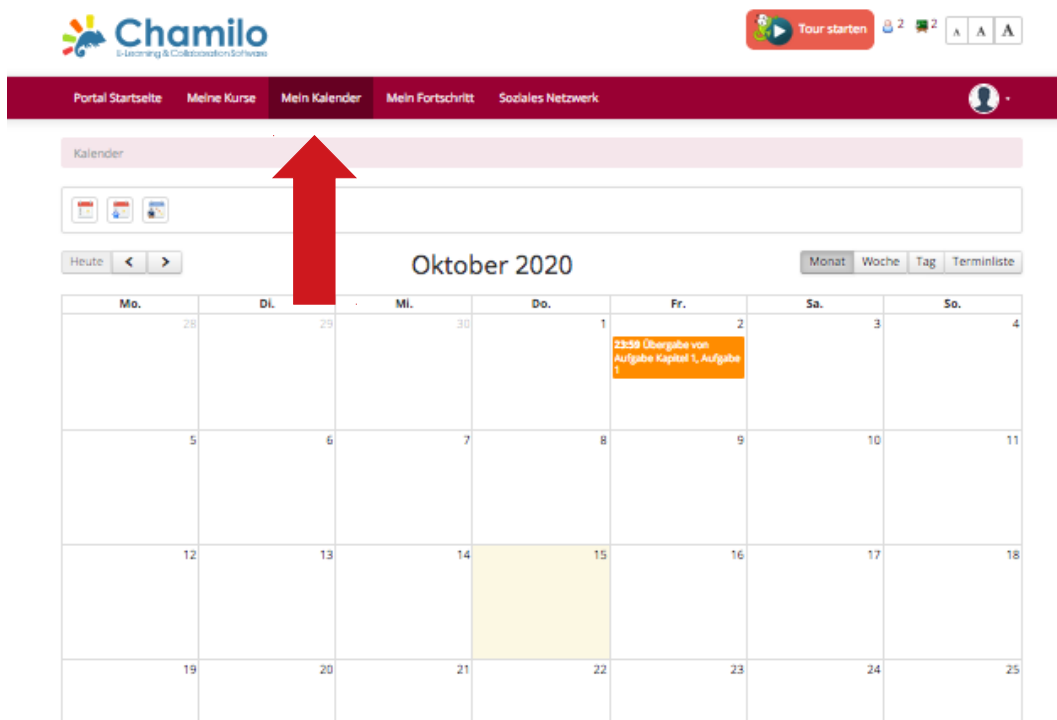 Chamilo
E-Learning & Collaboration Software
Tour starten
2
2
A A A
Portal Startseite Meine Kurse Mein Kalender Mein Fortschritt Soziales Netzwerk
Kalender
Heute < >
Oktober 2020
Monat Woche Tag Terminliste
Mo. Di. Mi. Do. Fr. Sa. So.
28 29 30 1 2 3 4
23:59 Übergabe von
Aufgabe Kapitel 1, Aufgabe
1
5 6 7 8 9 10 11
12 13 14 15 16 17 18
19 20 21 22 23 24 25